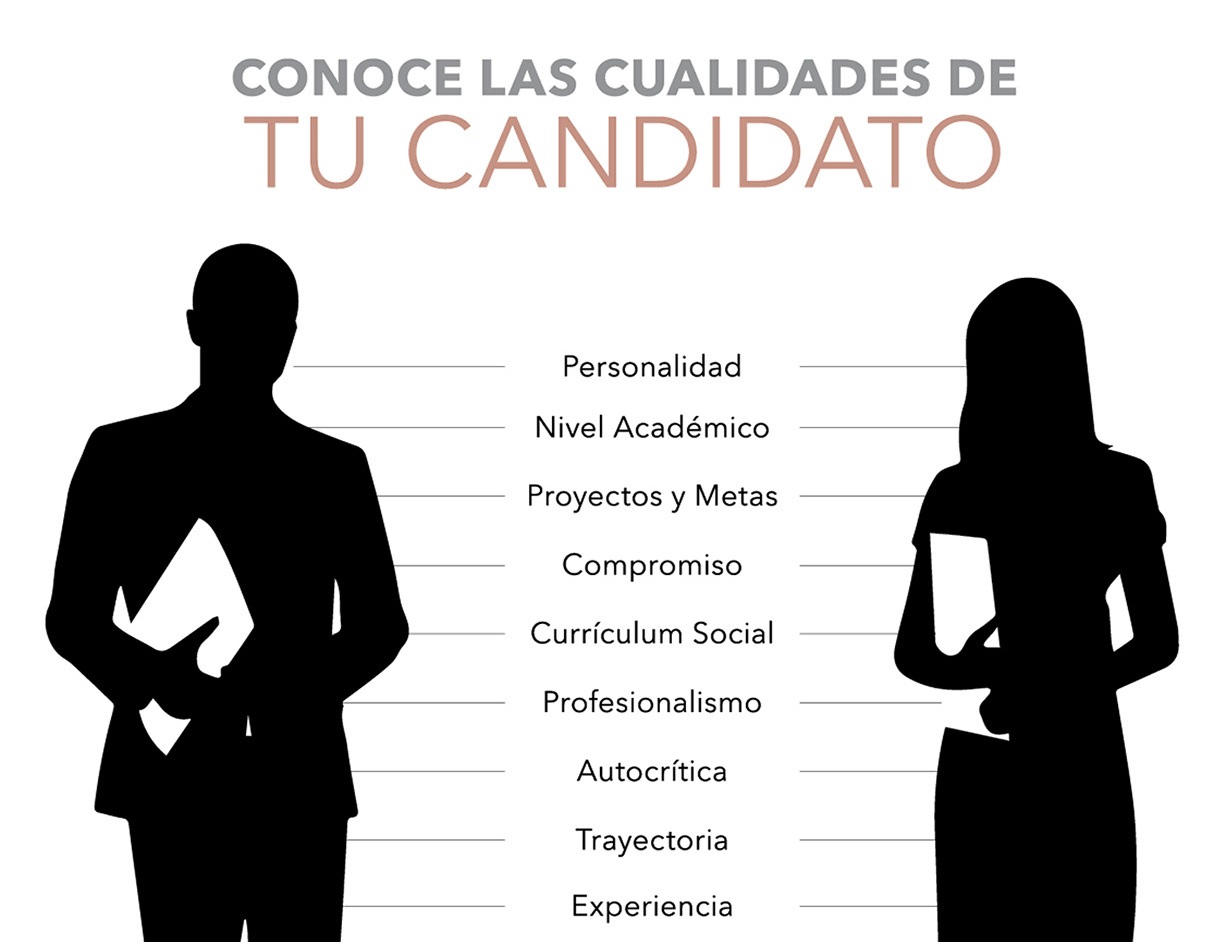 CONOCE LAS CUALIDADES DE
TU CANDIDATO
Personalidad
Nivel Académico
Proyectos y Metas
Compromiso
Currículum Social
Profesionalismo
Autocrítica
Trayectoria
Experiencia